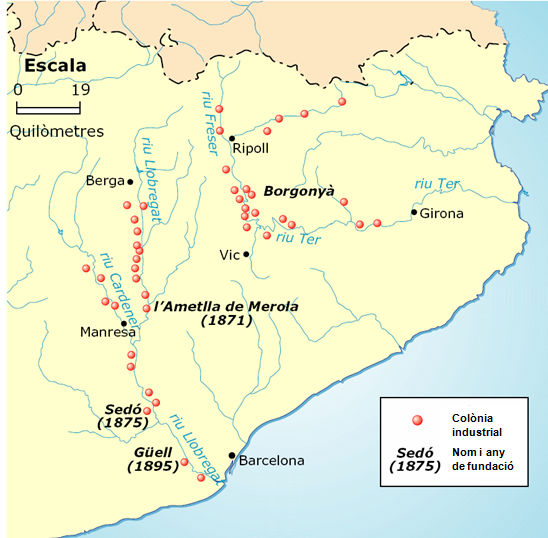 Escala
0 19
Quilòmetres
riu Freser
Ripoll
riu Llobregat
Berga
Borgonyà
riu Ter
Girona
riu Ter
Vic
riu Cardener
l'Ametlla de Merola
(1871)
Manresa
Sedó
(1875)
riu Llobregat
Güell
(1895)
Barcelona
Colònia
industrial
Sedó
(1875)
Nom i any
de fundació